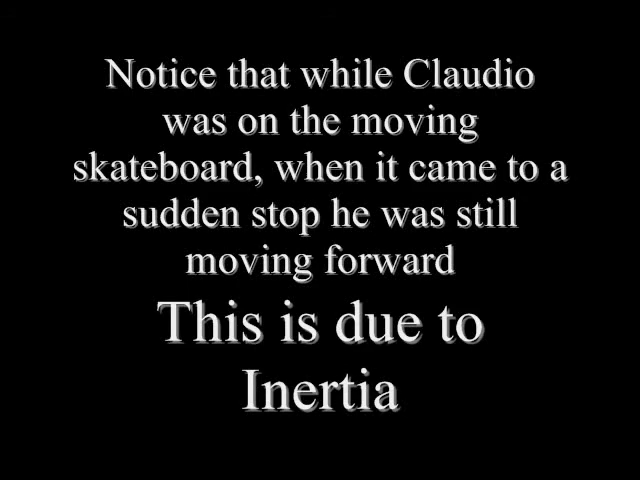 Notice that while Claudio
was on the moving
skateboard, when it came to a
sudden stop he was still
moving forward
This is due to
Inertia